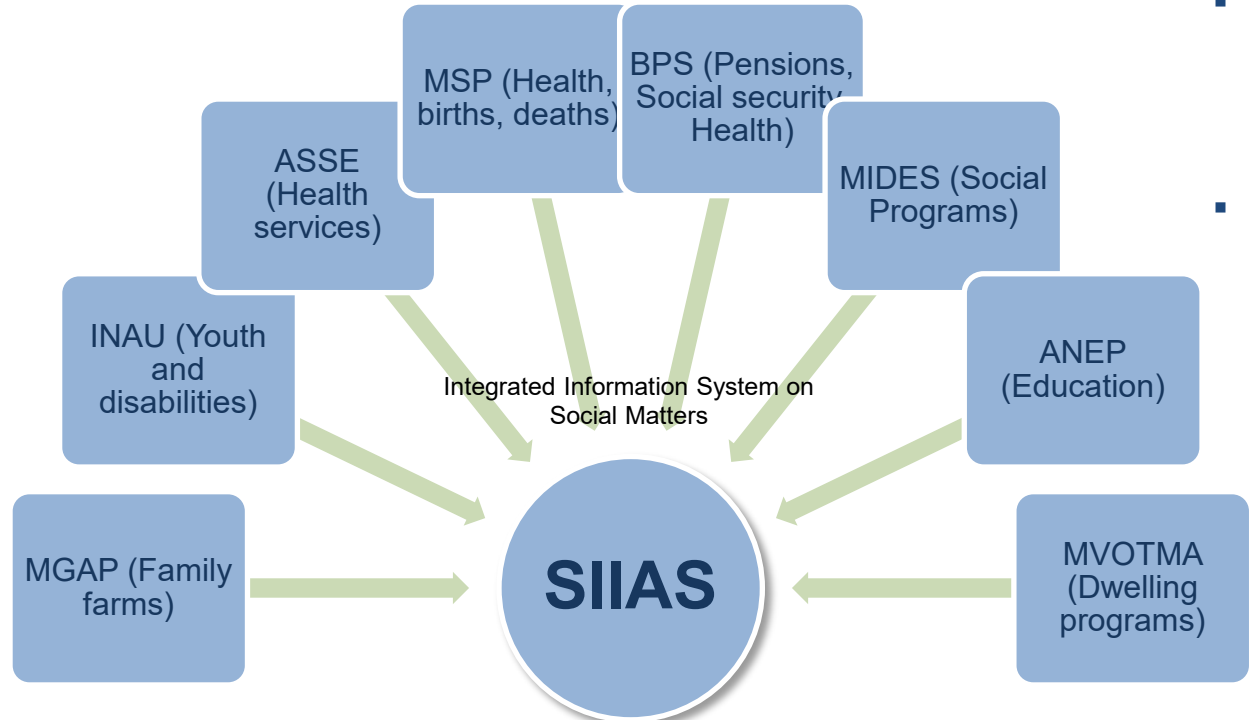 MSP (Health,
births, deaths)
BPS (Pensions,
Social security
Health)
ASSE
(Health
services)
MIDES (Social
Programs)
INAU (Youth
and
disabilities)
ANEP
(Education)
Integrated Information System on
Social Matters
MGAP (Family
farms)
SIIAS
MVOTMA
(Dwelling
programs)